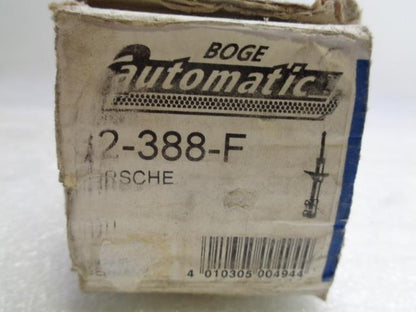 BOGE
automatic
2-388-F
RSCHE
4 010305 004944